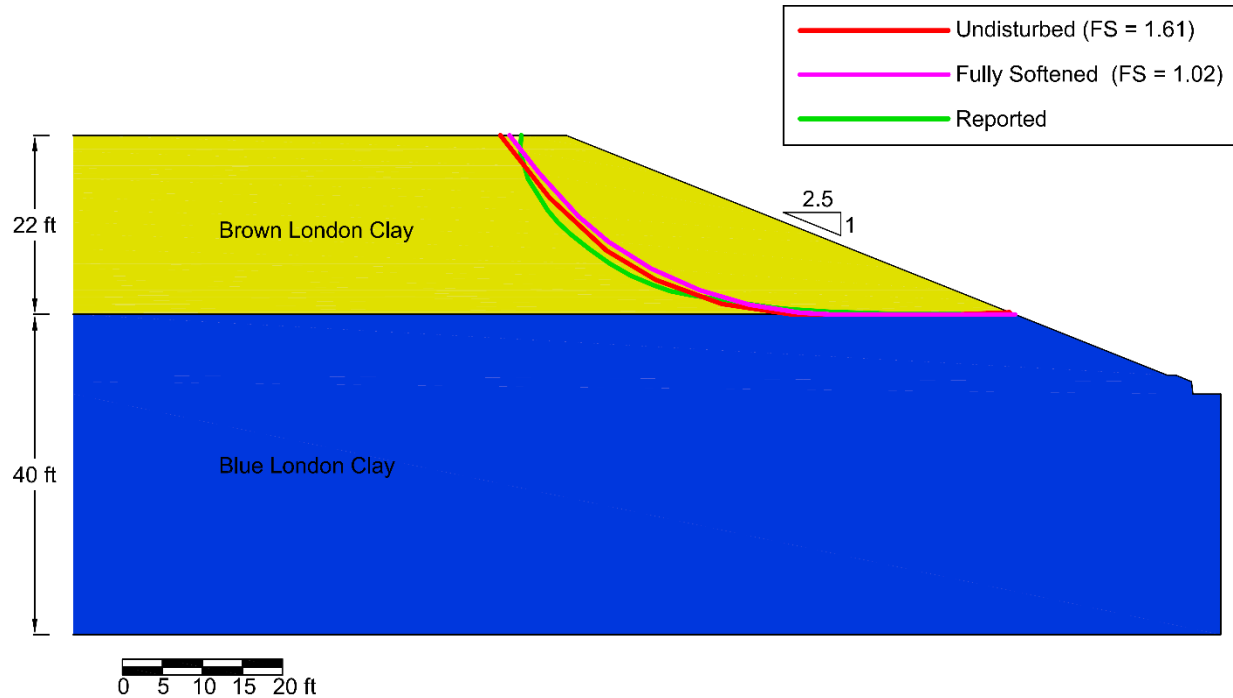 Undisturbed (FS = 1.61)
Fully Softened (FS = 1.02)
Reported
2.5
1
22 ft
Brown London Clay
40 ft
Blue London Clay
0 5 10 15 20 ft